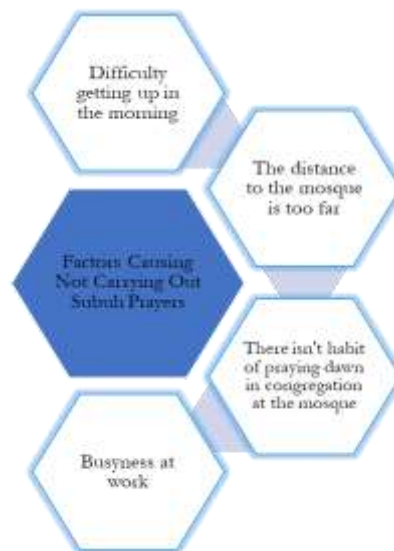 Difficulty
getting up in
the morning
The distance
to the mosque
is too far
Factors Causing
Not Carrying Out
Subuh Prayers
There isn't habit
of praying dawn
in congregation
at the mosque
Busyness at
work